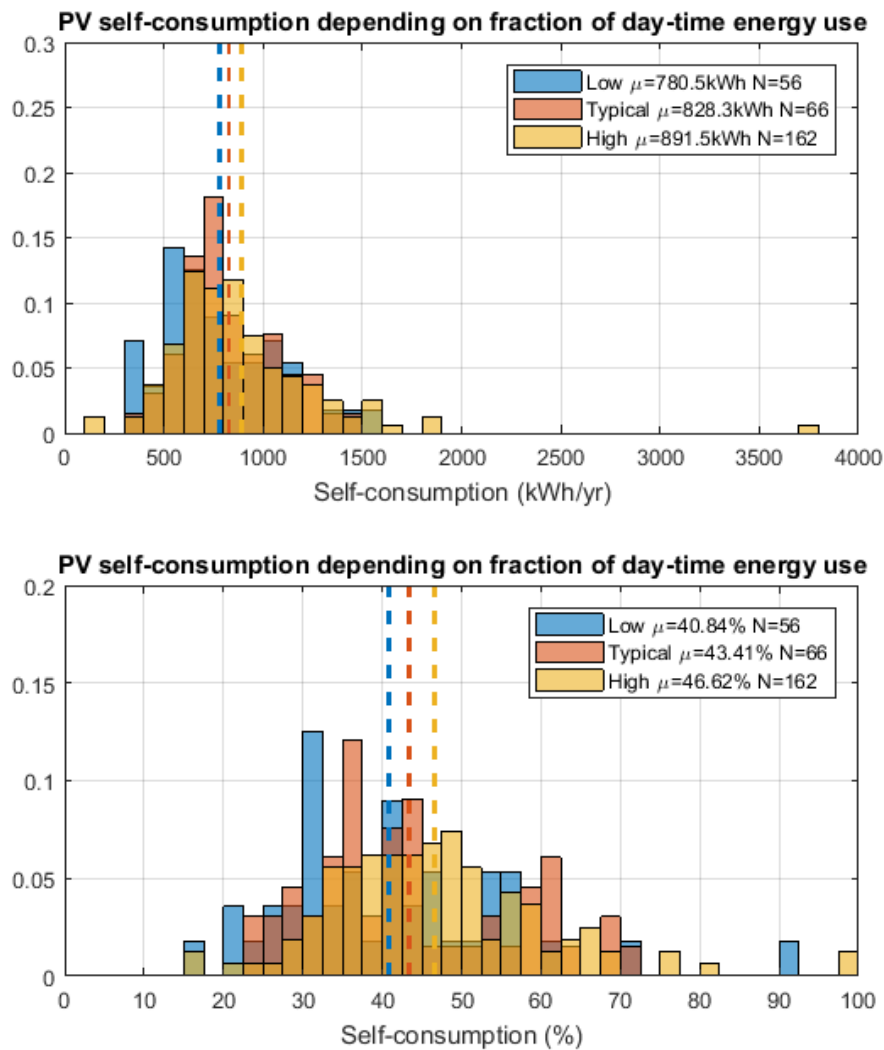 PV self-consumption depending on fraction of day-time energy use
0.3
0.25
0.2
0.15
0.1
0.05
0
Low μ=780.5kWh N=56
Typical μ=828.3kWh N=66
High μ=891.5kWh N=162
0 500 1000 1500 2000 2500 3000 3500 4000
Self-consumption (kWh/yr)
PV self-consumption depending on fraction of day-time energy use
0.2
0.15
0.1
0.05
0
Low μ=40.84% N=56
Typical μ=43.41% N=66
High μ=46.62% N=162
0 10 20 30 40 50 60 70 80 90 100
Self-consumption (%)